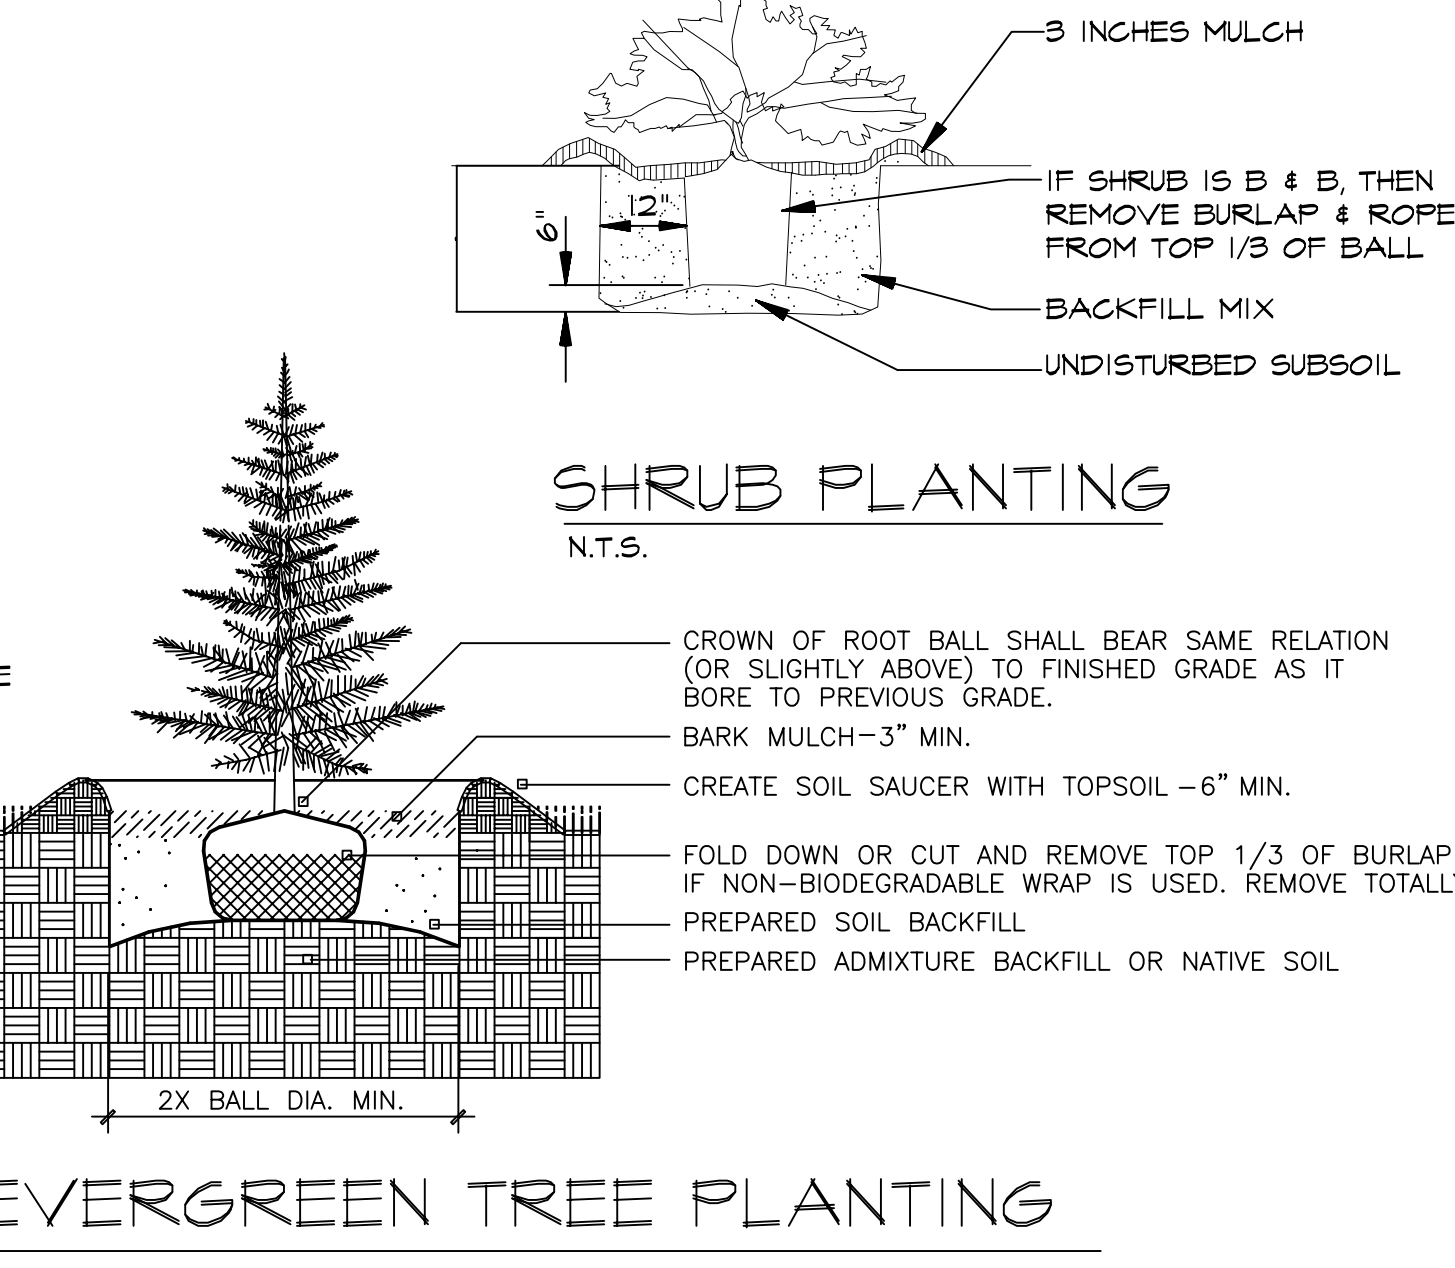 3 INCHES MULCH
IF SHRUB IS B & B, THEN
REMOVE BURLAP & ROPE
FROM TOP 1/3 OF BALL
12"
6"
BACKFILL MIX
UNDISTURBED SUBSOIL
SHRUB PLANTING
N.T.S.
CROWN OF ROOT BALL SHALL BEAR SAME RELATION
(OR SLIGHTLY ABOVE) TO FINISHED GRADE AS IT
BORE TO PREVIOUS GRADE.
BARK MULCH-3" MIN.
CREATE SOIL SAUCER WITH TOPSOIL -6" MIN.
FOLD DOWN OR CUT AND REMOVE TOP 1/3 OF BURLAP
IF NON-BIODEGRADABLE WRAP IS USED. REMOVE TOTALLY
PREPARED SOIL BACKFILL
PREPARED ADMIXTURE BACKFILL OR NATIVE SOIL
2X BALL DIA. MIN.
EVERGREEN TREE PLANTING